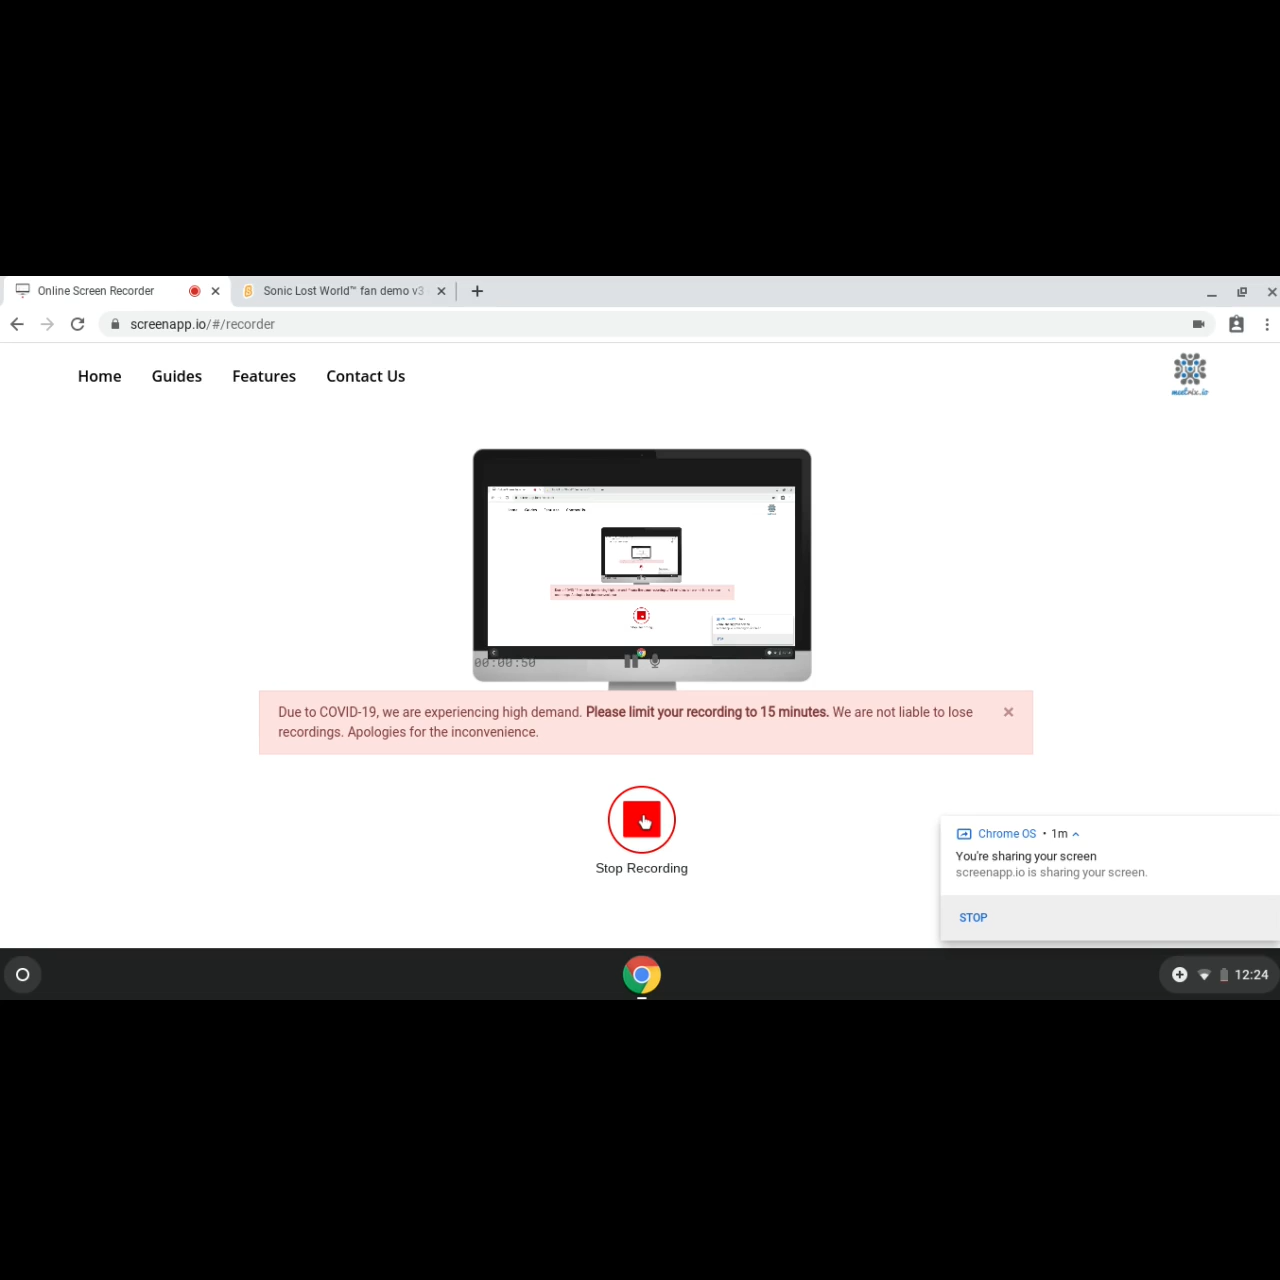 Online Screen Recorder
Sonic Lost World™ fan demo v3
screenapp.io/#/recorder
Home Guides Features Contact Us
meetrix.io
00:00:50
Due to COVID-19, we are experiencing high demand. Please limit your recording to 15 minutes. We are not liable to lose
recordings. Apologies for the inconvenience.
Stop Recording
Chrome OS • 1m
You're sharing your screen
screenapp.io is sharing your screen.
STOP
12:24